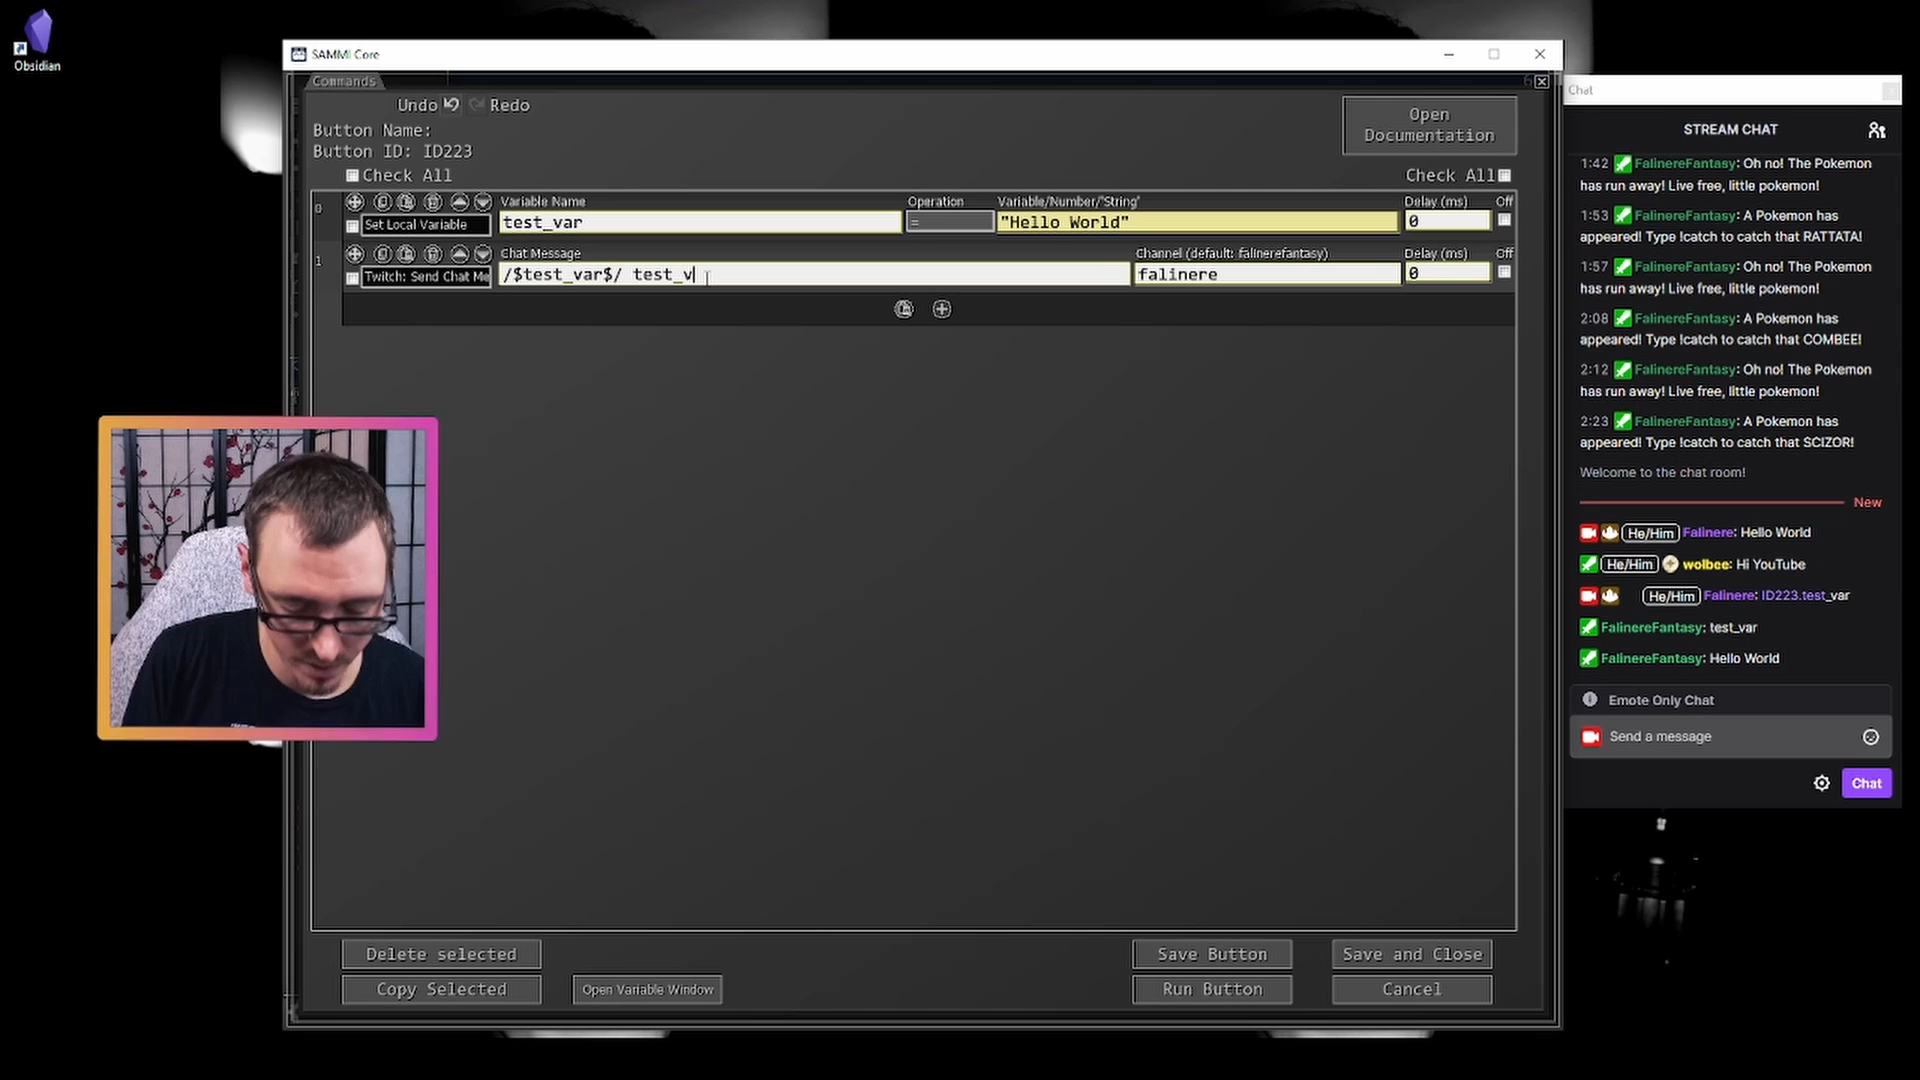 Obsidian
SAMMI Core
Commands
Undo Redo
Button Name:
Button ID: ID223
Open
Documentation
Check All
Check All
0
Variable Name
Operation
Variable/Number/'String'
Delay (ms)
Off
Set Local Variable
test_var
=
"Hello World"
0
1
Chat Message
Channel (default: falinerefantasy)
Delay (ms)
Off
Twitch: Send Chat Me
/$test_var$/ test_v
falinere
0
Delete selected
Copy Selected
Open Variable Window
Save Button
Run Button
Save and Close
Cancel
Chat
STREAM CHAT
1:42 FalinereFantasy: Oh no! The Pokemon
has run away! Live free, little pokemon!
1:53 FalinereFantasy: A Pokemon has
appeared! Type !catch to catch that RATTATA!
1:57 FalinereFantasy: Oh no! The Pokemon
has run away! Live free, little pokemon!
2:08 FalinereFantasy: A Pokemon has
appeared! Type !catch to catch that COMBEE!
2:12 FalinereFantasy: Oh no! The Pokemon
has run away! Live free, little pokemon!
2:23 FalinereFantasy: A Pokemon has
appeared! Type !catch to catch that SCIZOR!
Welcome to the chat room!
New
He/Him Falinere: Hello World
He/Him wolbee: Hi YouTube
He/Him Falinere: ID223.test_var
FalinereFantasy: test_var
FalinereFantasy: Hello World
Emote Only Chat
Send a message
Chat